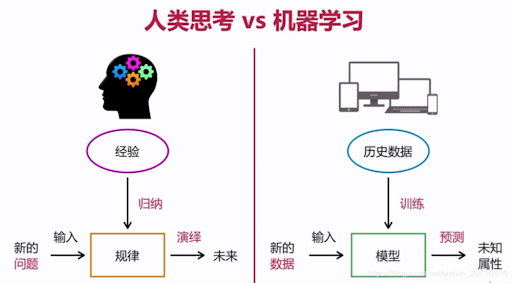 人类思考 vs 机器学习
经验
归纳
新的
问题
输入
规律
演绎
未来
历史数据
训练
新的
数据
输入
模型
预测
未知
属性